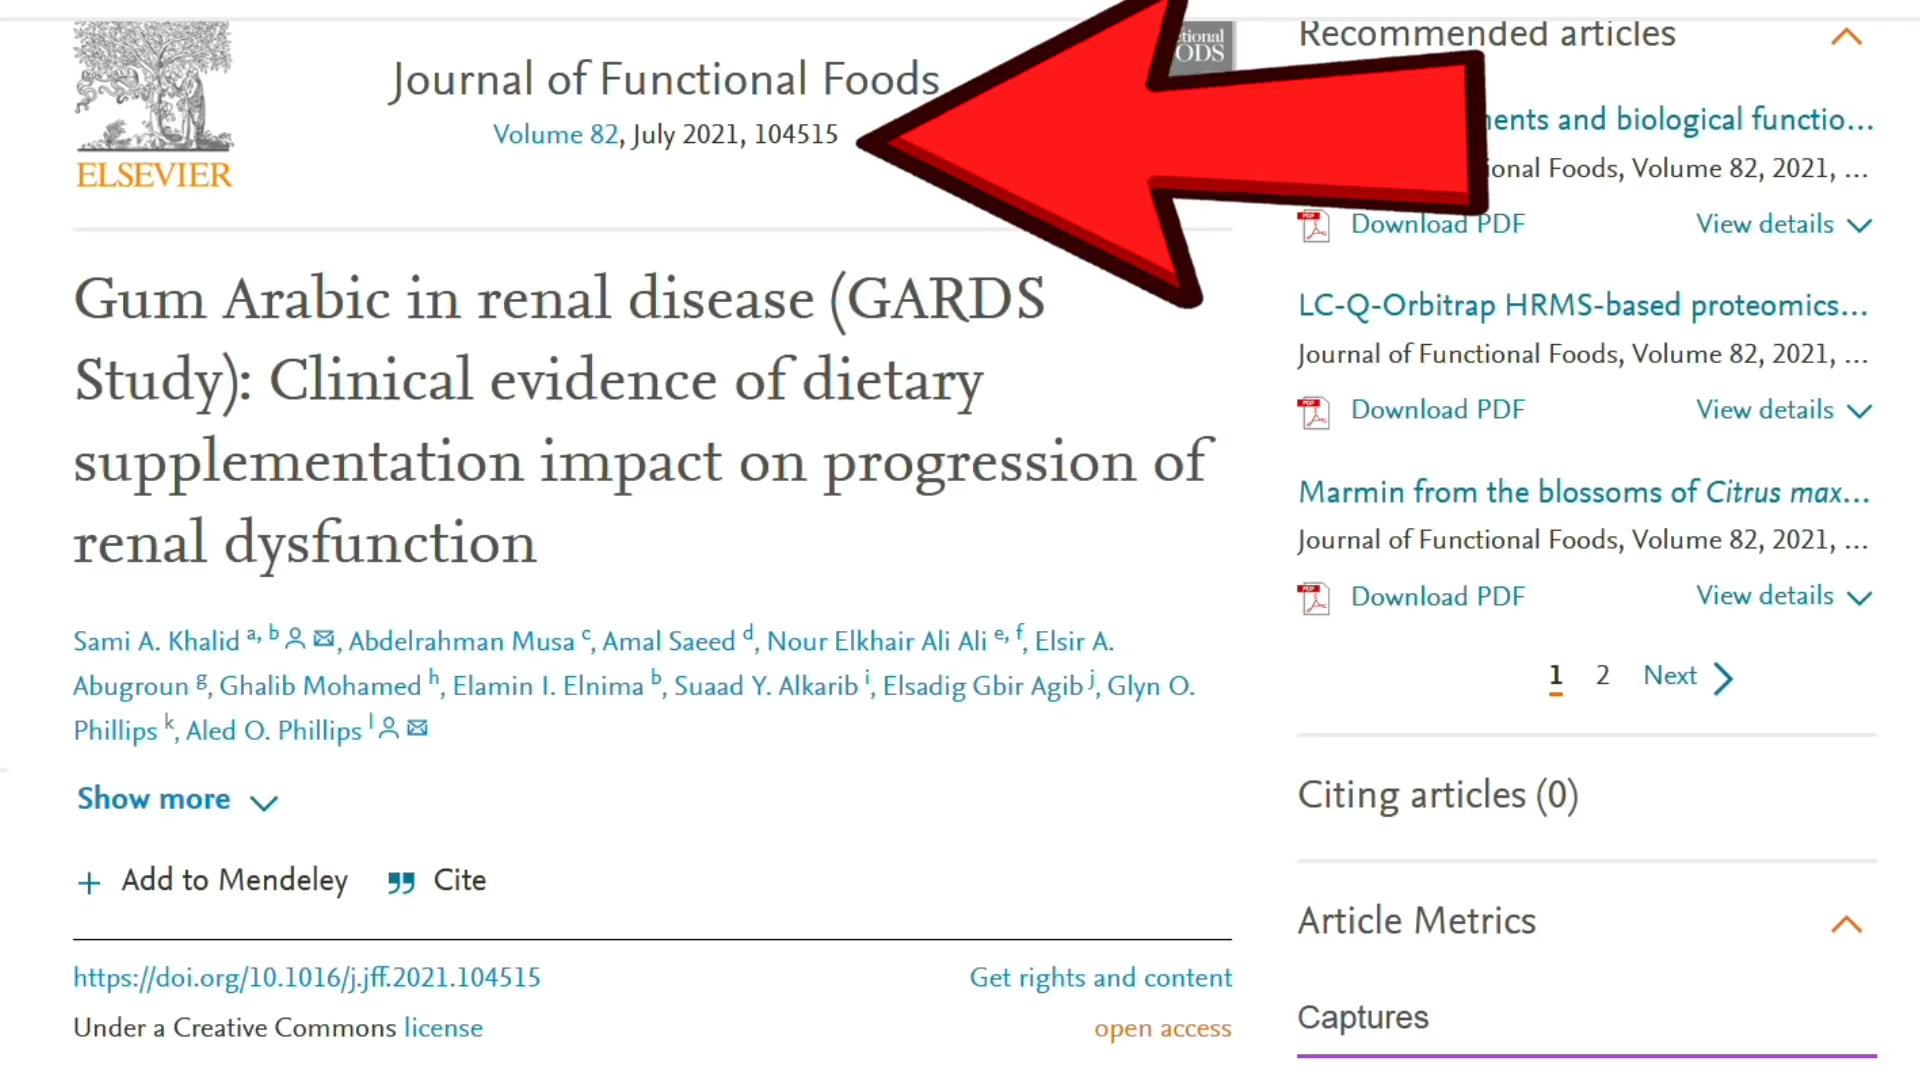 ELSEVIER
Journal of Functional Foods
Volume 82, July 2021, 104515
ODS
Gum Arabic in renal disease (GARDS
Study): Clinical evidence of dietary
supplementation impact on progression of
renal dysfunction
Sami A. Khalid a, b, Abdelrahman Musa c, Amal Saeed d, Nour Elkhair Ali Ali e, f, Elsir A.
Abugroun g, Ghalib Mohamed h, Elamin I. Elnima b, Suaad Y. Alkarib i, Elsadig Gbir Agib j, Glyn O.
Phillips k, Aled O. Phillips l
Show more
+ Add to Mendeley Cite
https://doi.org/10.1016/j.jff.2021.104515 Get rights and content
Under a Creative Commons license open access
Recommended articles
and biological functio...
Foods, Volume 82, 2021, ...
PDF Download PDF View details
LC-Q-Orbitrap HRMS-based proteomics...
Journal of Functional Foods, Volume 82, 2021, ...
PDF Download PDF View details
Marmin from the blossoms of Citrus max...
Journal of Functional Foods, Volume 82, 2021, ...
PDF Download PDF View details
1 2 Next
Citing articles (0)
Article Metrics
Captures